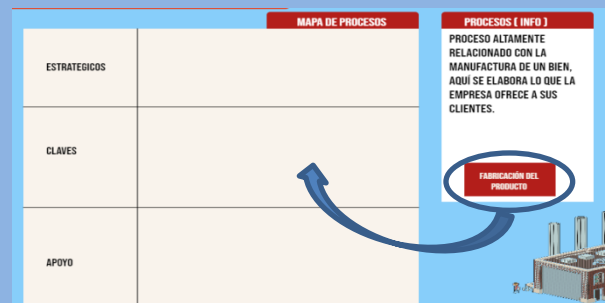 MAPA DE PROCESOS
ESTRATEGICOS
CLAVES
APOYO
PROCESOS ( INFO )
PROCESO ALTAMENTE
RELACIONADO CON LA
MANUFACTURA DE UN BIEN,
AQUÍ SE ELABORA LO QUE LA
EMPRESA OFRECE A SUS
CLIENTES.
FABRICACIÓN DEL
PRODUCTO